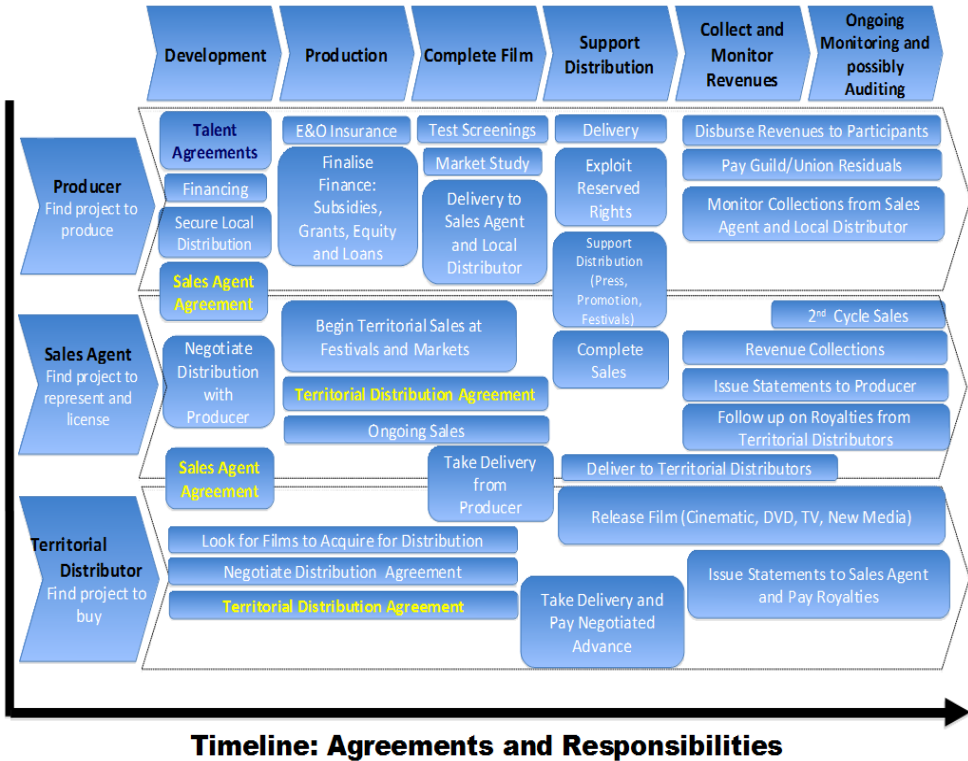 Development
Production
Complete Film
Support
Distribution
Collect and
Monitor
Revenues
Ongoing
Monitoring and
possibly
Auditing
Producer
Find project to
produce
Talent
Agreements
Financing
Secure Local
Distribution
Sales Agent
Agreement
E&O Insurance
Finalise
Finance:
Subsidies,
Grants, Equity
and Loans
Test Screenings
Market Study
Delivery to
Sales Agent
and Local
Distributor
Delivery
Exploit
Reserved
Rights
Support
Distribution
(Press,
Promotion,
Festivals)
Disburse Revenues to Participants
Pay Guild/Union Residuals
Monitor Collections from Sales
Agent and Local Distributor
Sales Agent
Find project to
represent and
license
Negotiate
Distribution
with
Producer
Sales Agent
Agreement
Begin Territorial Sales at
Festivals and Markets
Territorial Distribution Agreement
Ongoing Sales
Take Delivery
from
Producer
Complete
Sales
Deliver to Territorial Distributors
2nd Cycle Sales
Revenue Collections
Issue Statements to Producer
Follow up on Royalties from
Territorial Distributors
Territorial
Distributor
Find project to
buy
Look for Films to Acquire for Distribution
Negotiate Distribution Agreement
Territorial Distribution Agreement
Take Delivery and
Pay Negotiated
Advance
Release Film (Cinematic, DVD, TV, New Media)
Issue Statements to Sales Agent
and Pay Royalties
Timeline: Agreements and Responsibilities